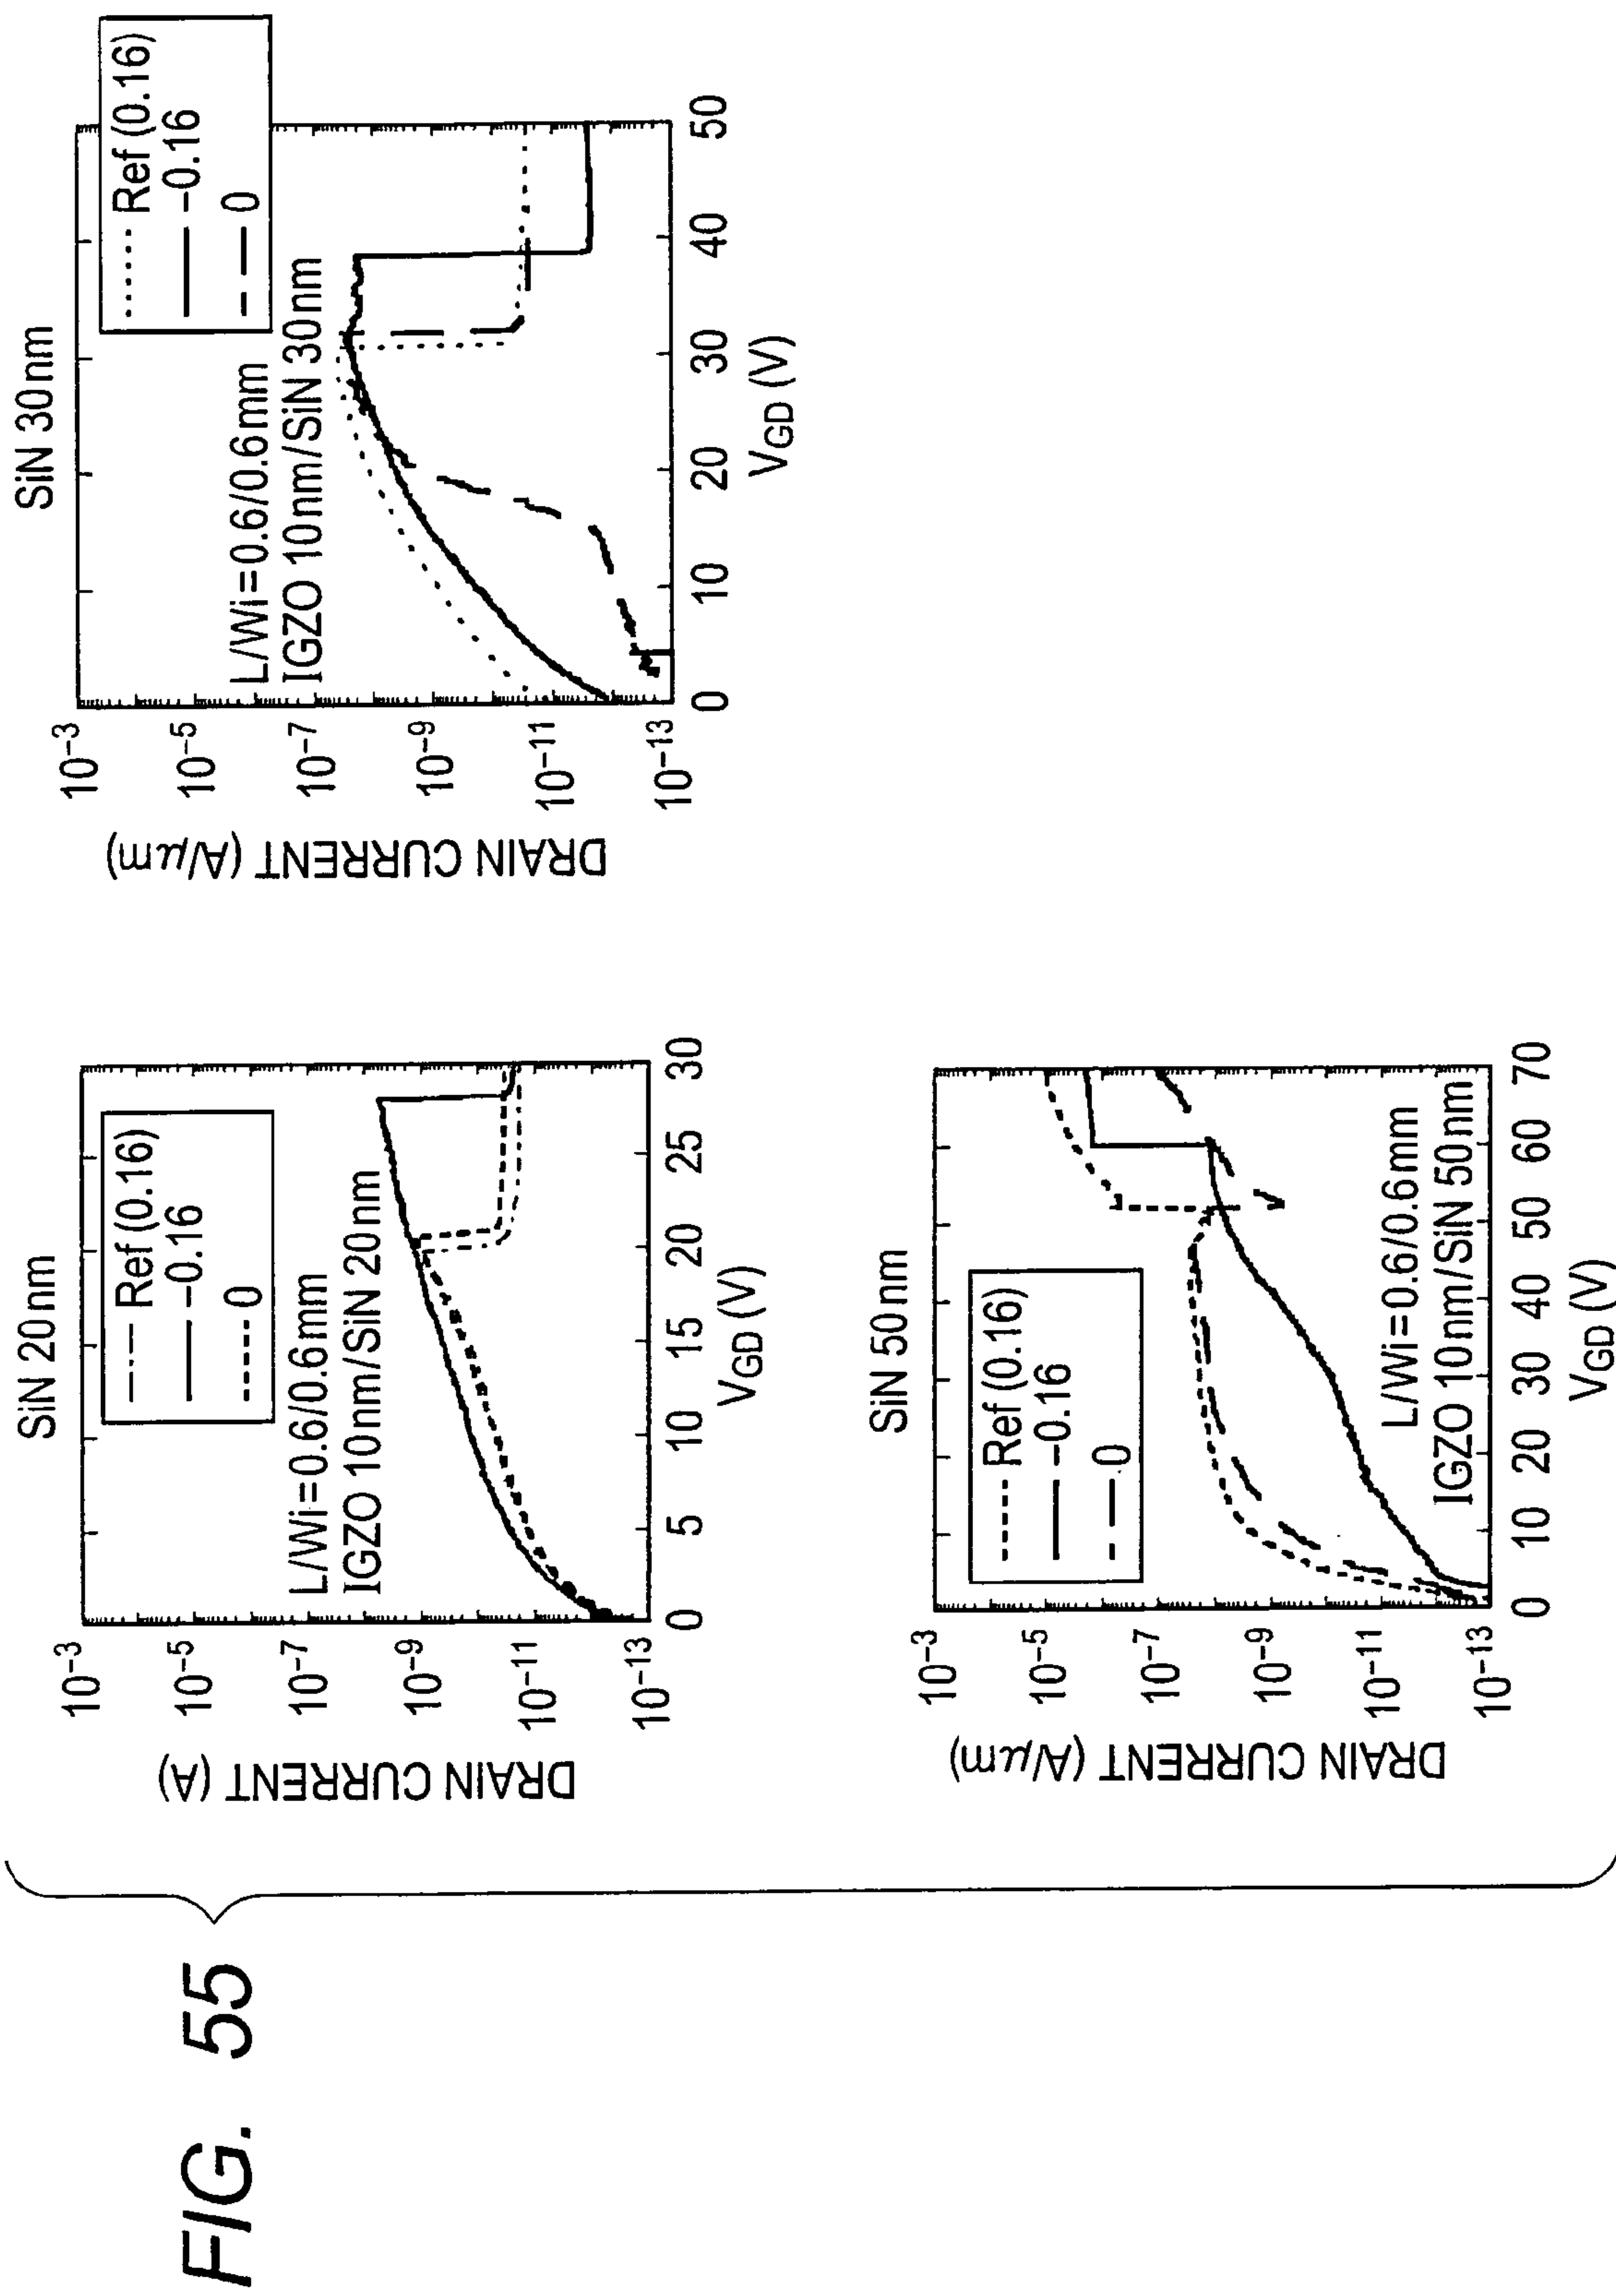 FIG. 55
SiN 20nm
DRAIN CURRENT (A)
10⁻³
10⁻⁵
10⁻⁷
10⁻⁹
10⁻¹¹
10⁻¹³
Ref (0.16)
-0.16
0
L/Wi=0.6/0.6mm
IGZO 10nm/SiN 20nm
0 5 10 15 20 25 30
VGD (V)
SiN 30nm
DRAIN CURRENT (A/μm)
10⁻³
10⁻⁵
10⁻⁷
10⁻⁹
10⁻¹¹
10⁻¹³
Ref (0.16)
-0.16
0
L/Wi=0.6/0.6mm
IGZO 10nm/SiN 30nm
0 10 20 30 40 50
VGD (V)
SiN 50nm
DRAIN CURRENT (A/μm)
10⁻³
10⁻⁵
10⁻⁷
10⁻⁹
10⁻¹¹
10⁻¹³
Ref (0.16)
-0.16
0
L/Wi=0.6/0.6mm
IGZO 10nm/SiN 50nm
0 10 20 30 40 50 60 70
VGD (V)